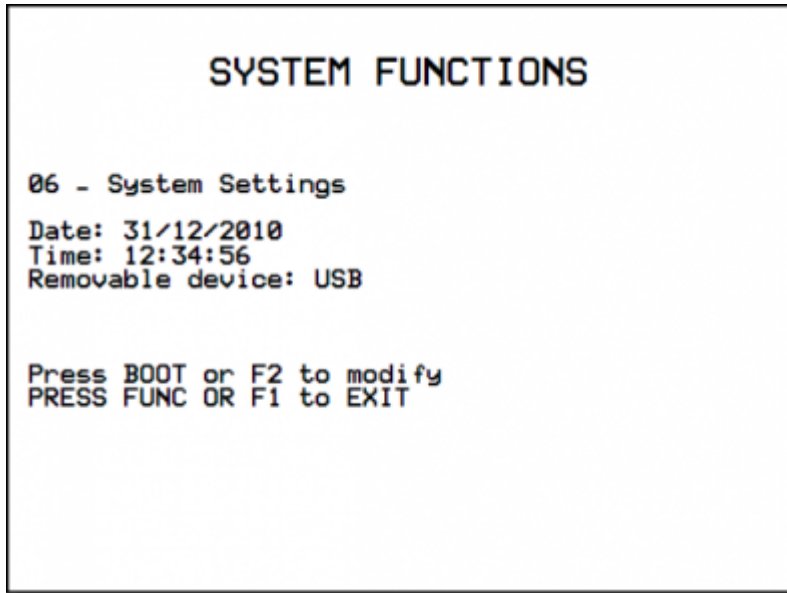 SYSTEM FUNCTIONS
06 - System Settings
Date: 31/12/2010
Time: 12:34:56
Removable device: USB
Press BOOT or F2 to modify
PRESS FUNC OR F1 to EXIT